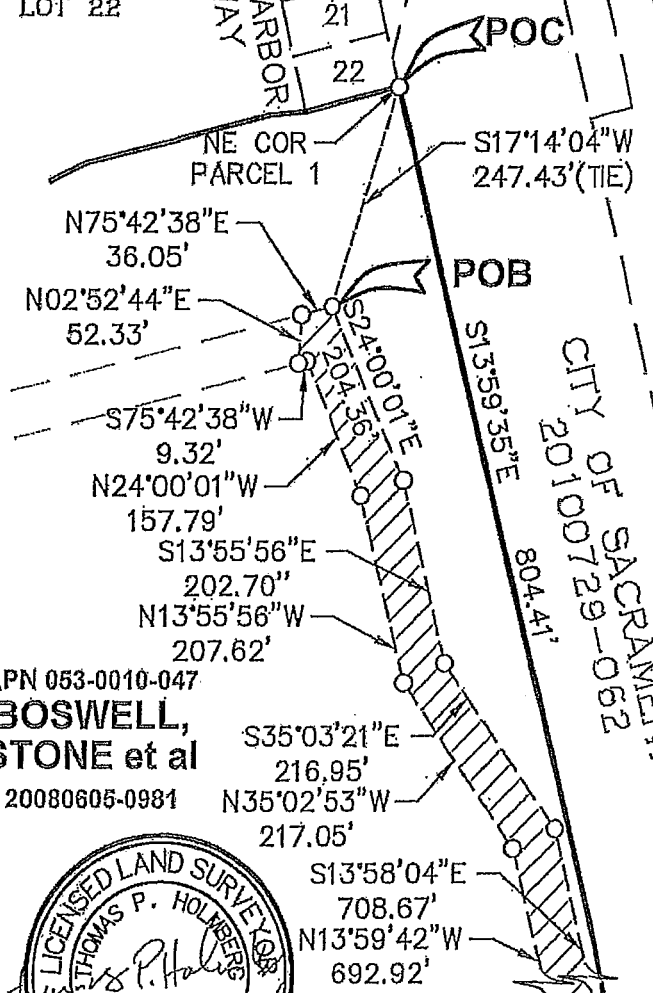 LOT 22
ARBOR
WAY
21
22
POC
NE COR
PARCEL 1
S17°14'04"W
247.43'(TIE)
N75°42'38"E
36.05'
POB
N02°52'44"E
52.33'
S24°00'01"E
204.36'
S13°59'35"E
804.41'
CITY OF SACRAMEN
20100729-062
S75°42'38"W
9.32'
N24°00'01"W
157.79'
S13°55'56"E
202.70''
N13°55'56"W
207.62'
APN 053-0010-047
BOSWELL,
STONE et al
20080605-0981
S35°03'21"E
216.95'
N35°02'53"W
217.05'
S13°58'04"E
708.67'
N13°59'42"W
692.92'
LICENSED LAND SURVEYOR
THOMAS P. HOLMBERG